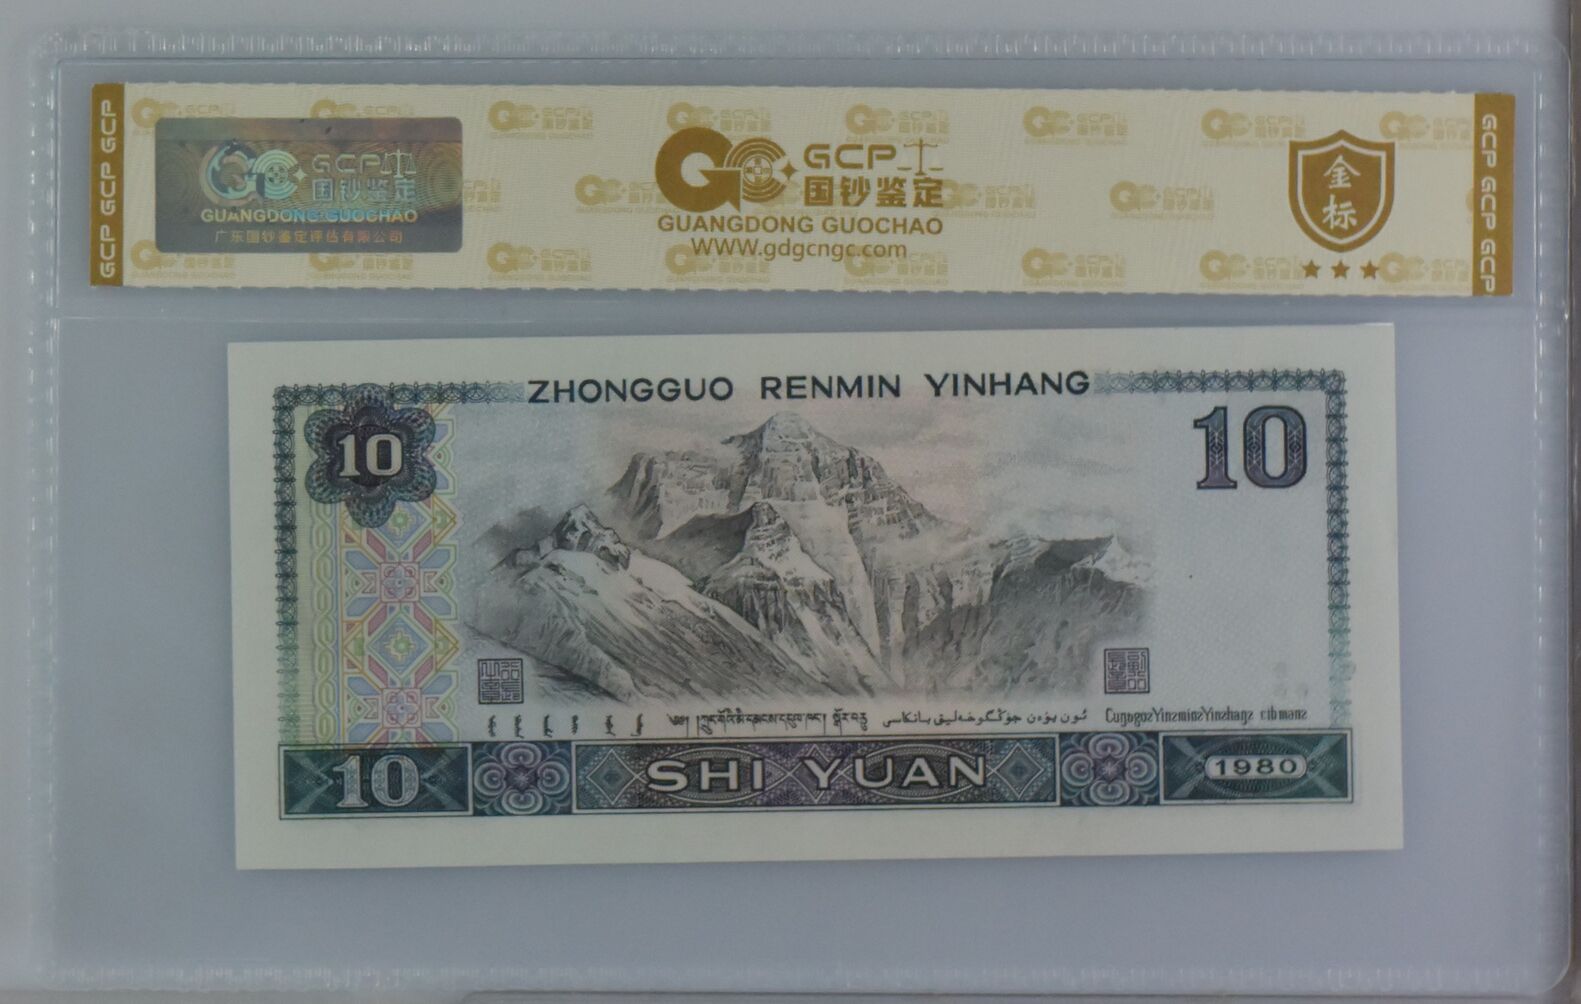 GCP GCP GCP
GCP
国钞鉴定
GUANGDONG GUOCHAO
广东国钞鉴定评估有限公司
GCP
国钞鉴定
GUANGDONG GUOCHAO
WWW.gdgcngc.com
金标
GCP GCP GCP
ZHONGGUO RENMIN YINHANG
10
10
10
SHI YUAN
1980